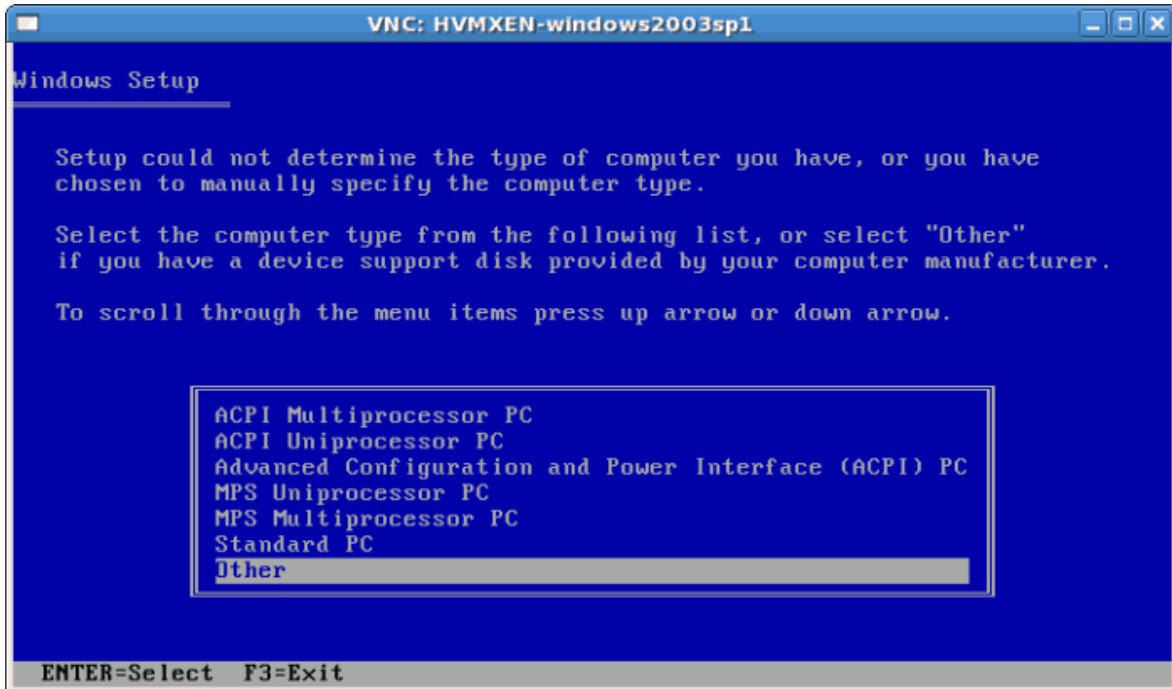 VNC: HVMXEN-windows2003sp1
Windows Setup
Setup could not determine the type of computer you have, or you have
chosen to manually specify the computer type.
Select the computer type from the following list, or select "Other"
if you have a device support disk provided by your computer manufacturer.
To scroll through the menu items press up arrow or down arrow.
ACPI Multiprocessor PC
ACPI Uniprocessor PC
Advanced Configuration and Power Interface (ACPI) PC
MPS Uniprocessor PC
MPS Multiprocessor PC
Standard PC
Other
ENTER=Select F3=Exit